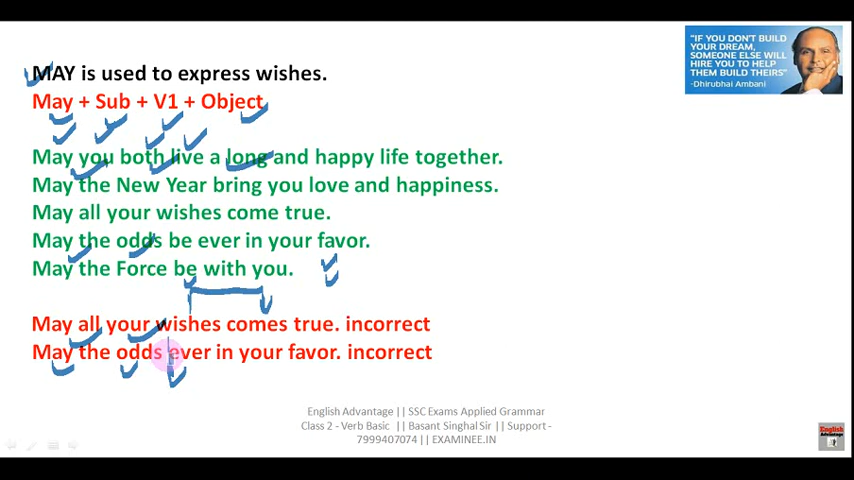 MAY is used to express wishes.
May + Sub + V1 + Object
"IF YOU DON'T BUILD
YOUR DREAM,
SOMEONE ELSE WILL
HIRE YOU TO HELP
THEM BUILD THEIRS"
-Dhirubhai Ambani
May you both live a long and happy life together.
May the New Year bring you love and happiness.
May all your wishes come true.
May the odds be ever in your favor.
May the Force be with you.
May all your wishes comes true. incorrect
May the odds ever in your favor. incorrect
English Advantage || SSC Exams Applied Grammar
Class 2 - Verb Basic || Basant Singhal Sir || Support -
7999407074 || EXAMINEE.IN
English
Advantage